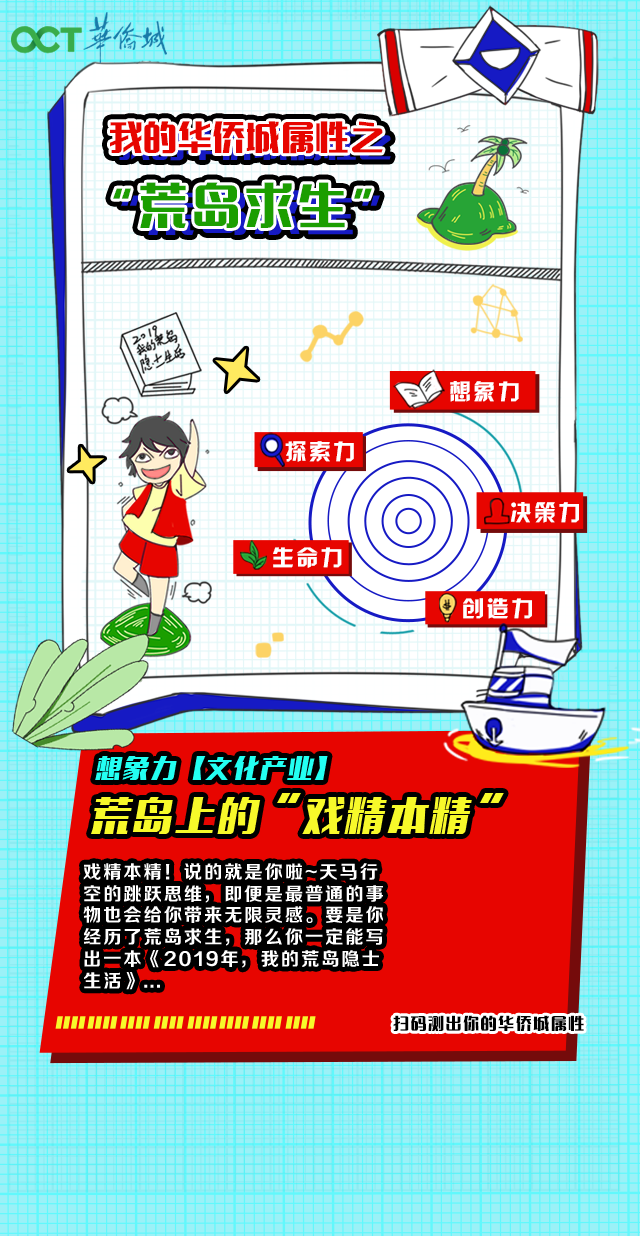 OCT 華僑城
我的华侨城属性之
“荒岛求生”
2019
我的荒岛
隐士生活
想象力
探索力
决策力
生命力
创造力
想象力【文化产业】
荒岛上的“戏精本精”
戏精本精！说的就是你啦~天马行
空的跳跃思维，即便是最普通的事
物也会给你带来无限灵感。要是你
经历了荒岛求生，那么你一定能写
出一本《2019年，我的荒岛隐士
生活》...
扫码测出你的华侨城属性